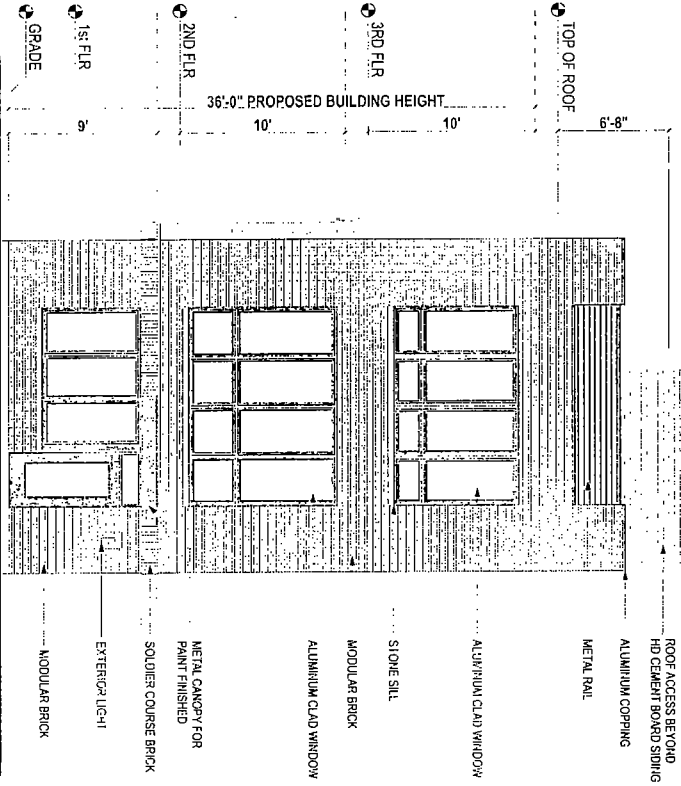 ROOF ACCESS BEYOND
HD CEMENT BOARD SIDING
ALUMINUM COPPING
METAL RAIL
ALUMINUM CLAD WINDOW
STONE SILL
MODULAR BRICK
ALUMINUM CLAD WINDOW
METAL CANOPY FOR
PAINT FINISHED
SOLDIER COURSE BRICK
EXTERIOR LIGHT
MODULAR BRICK
6'-8"
TOP OF ROOF
10'
3RD FLR
36'-0" PROPOSED BUILDING HEIGHT
10'
2ND FLR
9'
1st FLR
GRADE